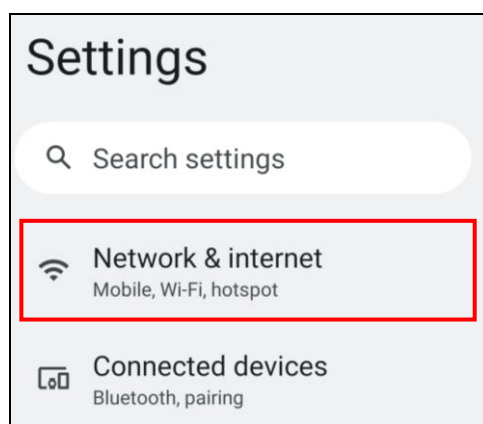 Settings
Search settings
Network & internet
Mobile, Wi-Fi, hotspot
Connected devices
Bluetooth, pairing